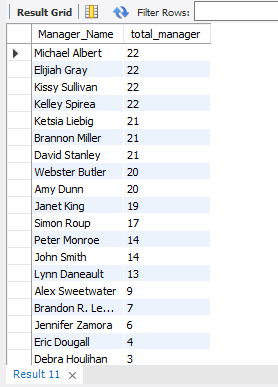 Result Grid Filter Rows:
Manager_Name total_manager
Michael Albert 22
Elijiah Gray 22
Kissy Sullivan 22
Kelley Spirea 22
Ketsia Liebig 21
Brannon Miller 21
David Stanley 21
Webster Butler 20
Amy Dunn 20
Janet King 19
Simon Roup 17
Peter Monroe 14
John Smith 14
Lynn Daneault 13
Alex Sweetwater 9
Brandon R. Le... 7
Jennifer Zamora 6
Eric Dougall 4
Debra Houlihan 3
Result 11 ×